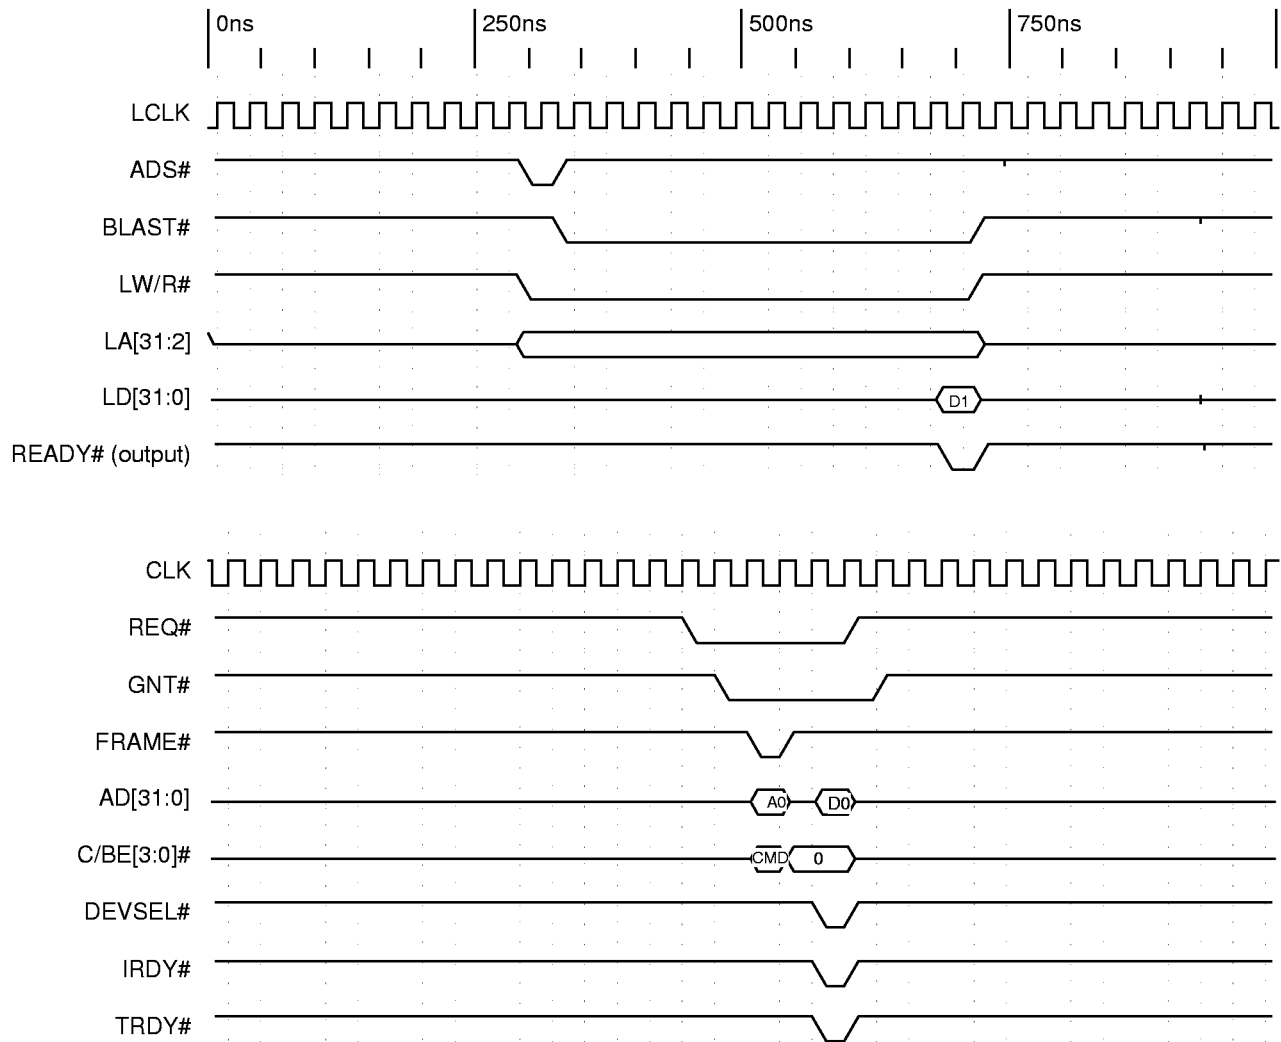 0ns 250ns 500ns 750ns
LCLK
ADS#
BLAST#
LW/R#
LA[31:2]
LD[31:0] D1
READY# (output)
CLK
REQ#
GNT#
FRAME#
AD[31:0] A0 D0
C/BE[3:0]# CMD 0
DEVSEL#
IRDY#
TRDY#